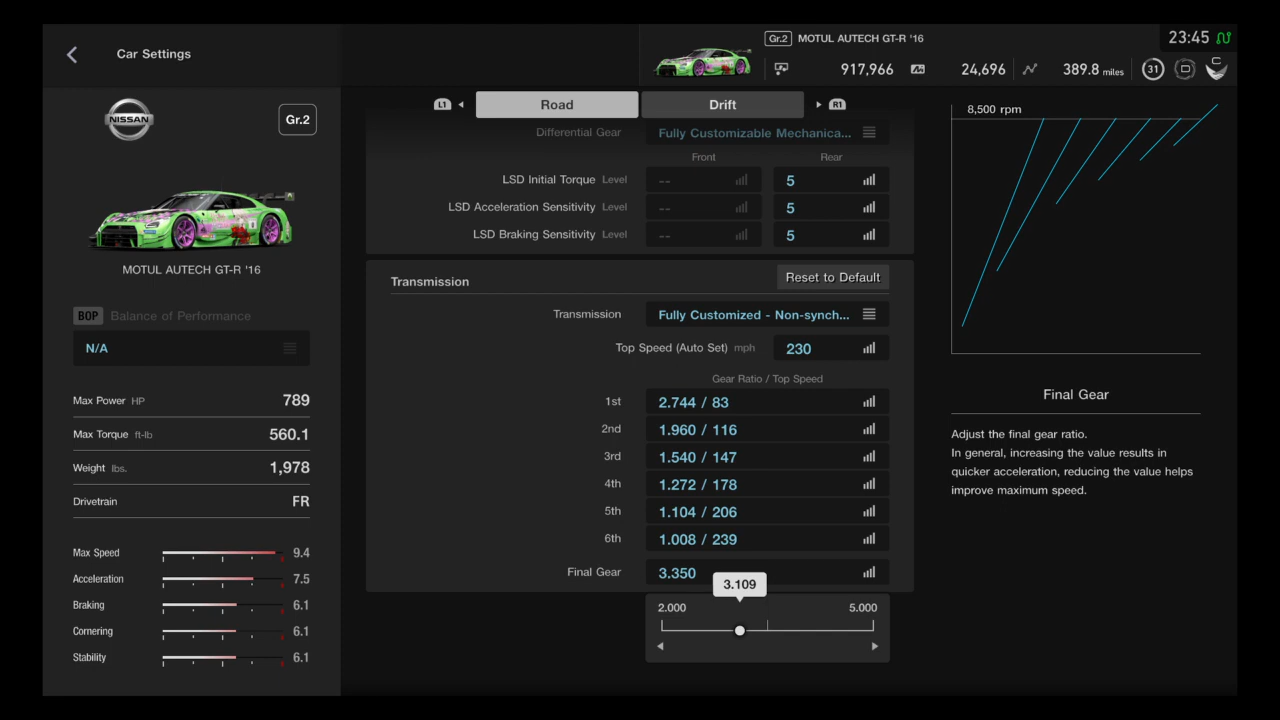 Car Settings
Gr.2 MOTUL AUTECH GT-R '16
23:45
917,966 24,696 389.8 miles 31
NISSAN
Gr.2
MOTUL AUTECH GT-R '16
BOP Balance of Performance
N/A
Max Power HP 789
Max Torque ft-lb 560.1
Weight lbs. 1,978
Drivetrain FR
Max Speed 9.4
Acceleration 7.5
Braking 6.1
Cornering 6.1
Stability 6.1
L1 Road Drift R1
Differential Gear Fully Customizable Mechanica...
Front Rear
LSD Initial Torque Level -- 5
LSD Acceleration Sensitivity Level -- 5
LSD Braking Sensitivity Level -- 5
Transmission Reset to Default
Transmission Fully Customized - Non-synch...
Top Speed (Auto Set) mph 230
Gear Ratio / Top Speed
1st 2.744 / 83
2nd 1.960 / 116
3rd 1.540 / 147
4th 1.272 / 178
5th 1.104 / 206
6th 1.008 / 239
Final Gear 3.350
3.109
2.000 5.000
8,500 rpm
Final Gear
Adjust the final gear ratio.
In general, increasing the value results in
quicker acceleration, reducing the value helps
improve maximum speed.